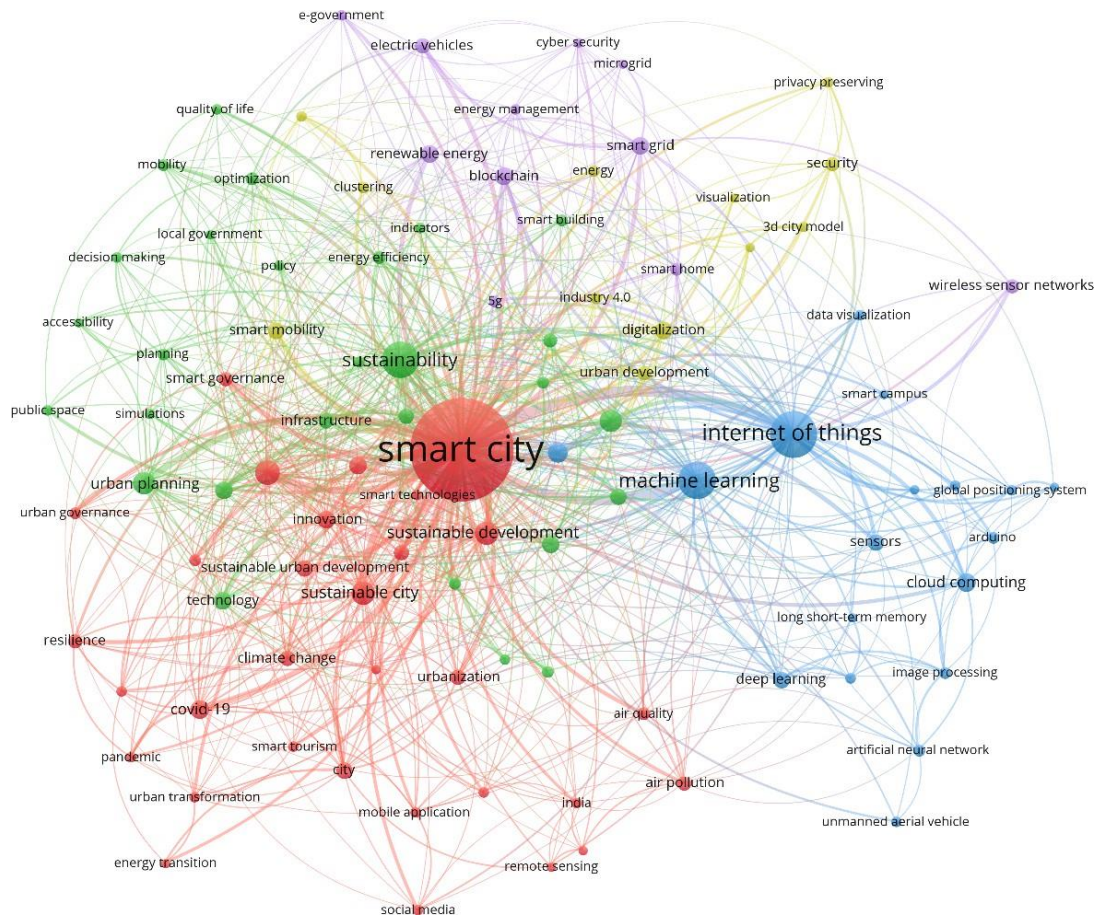 e-government
electric vehicles
cyber security
microgrid
privacy preserving
quality of life
energy management
renewable energy
smart grid
mobility
optimization
clustering
blockchain
energy
security
visualization
local government
indicators
smart building
3d city model
decision making
policy
energy efficiency
smart home
wireless sensor networks
5g
industry 4.0
data visualization
accessibility
smart mobility
digitalization
planning
sustainability
smart governance
urban development
smart campus
public space
simulations
infrastructure
smart city
internet of things
urban planning
machine learning
smart technologies
global positioning system
urban governance
innovation
sustainable development
sensors
arduino
sustainable urban development
cloud computing
technology
sustainable city
long short-term memory
resilience
climate change
urbanization
deep learning
image processing
covid-19
air quality
pandemic
smart tourism
city
air pollution
artificial neural network
urban transformation
mobile application
india
unmanned aerial vehicle
energy transition
remote sensing
social media